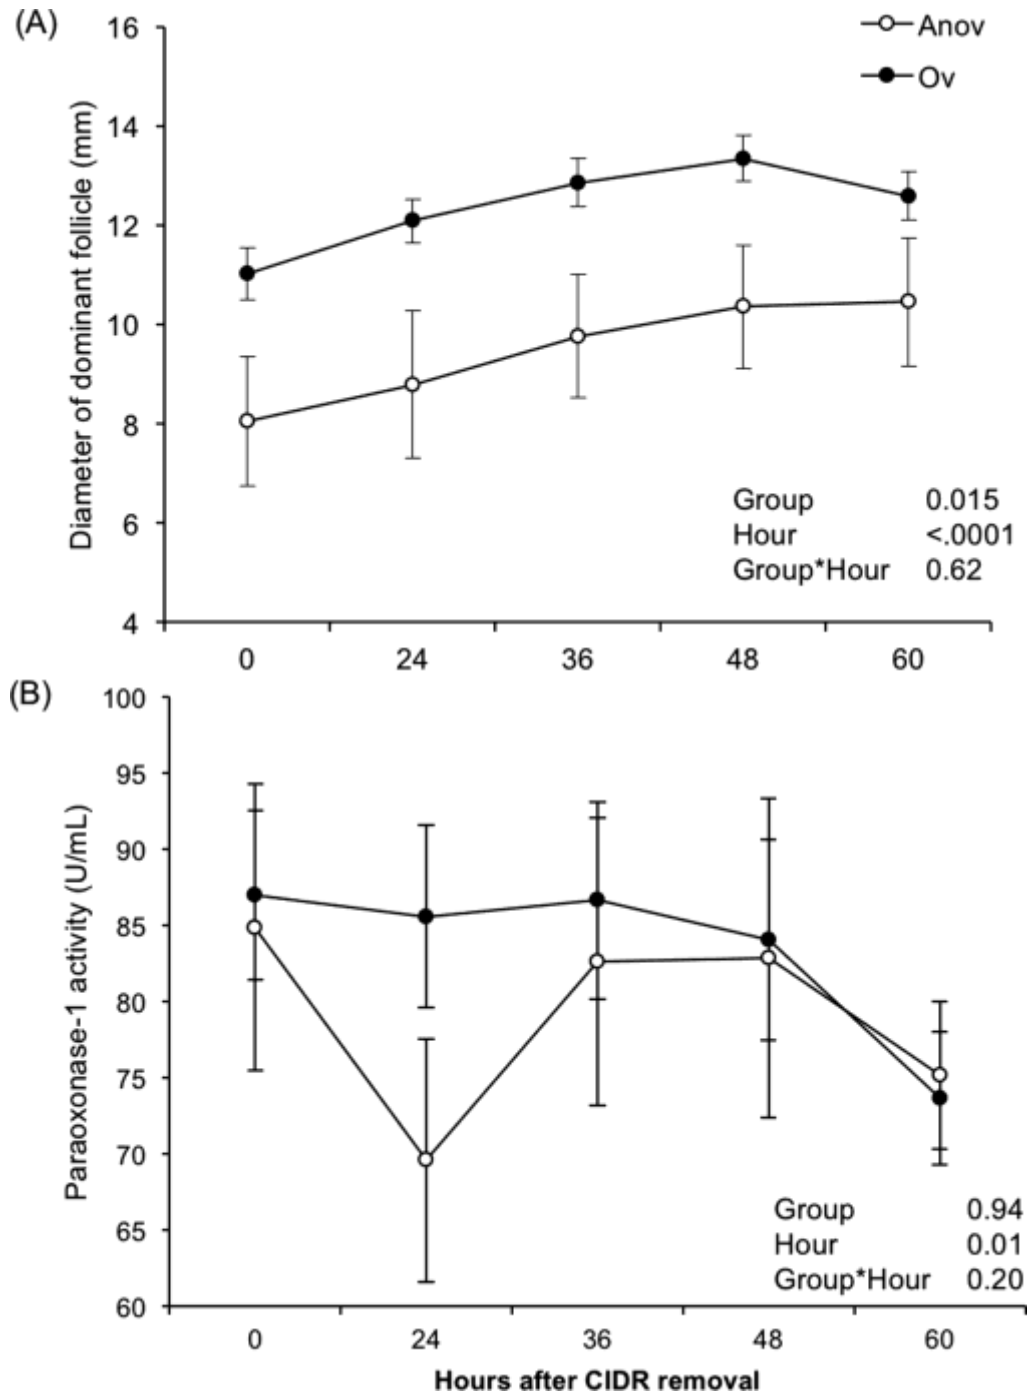 (A)
Anov
Ov
Diameter of dominant follicle (mm)
16
14
12
10
8
6
4
Group 0.015
Hour <.0001
Group*Hour 0.62
0 24 36 48 60
(B)
Paraoxonase-1 activity (U/mL)
100
95
90
85
80
75
70
65
60
Group 0.94
Hour 0.01
Group*Hour 0.20
0 24 36 48 60
Hours after CIDR removal